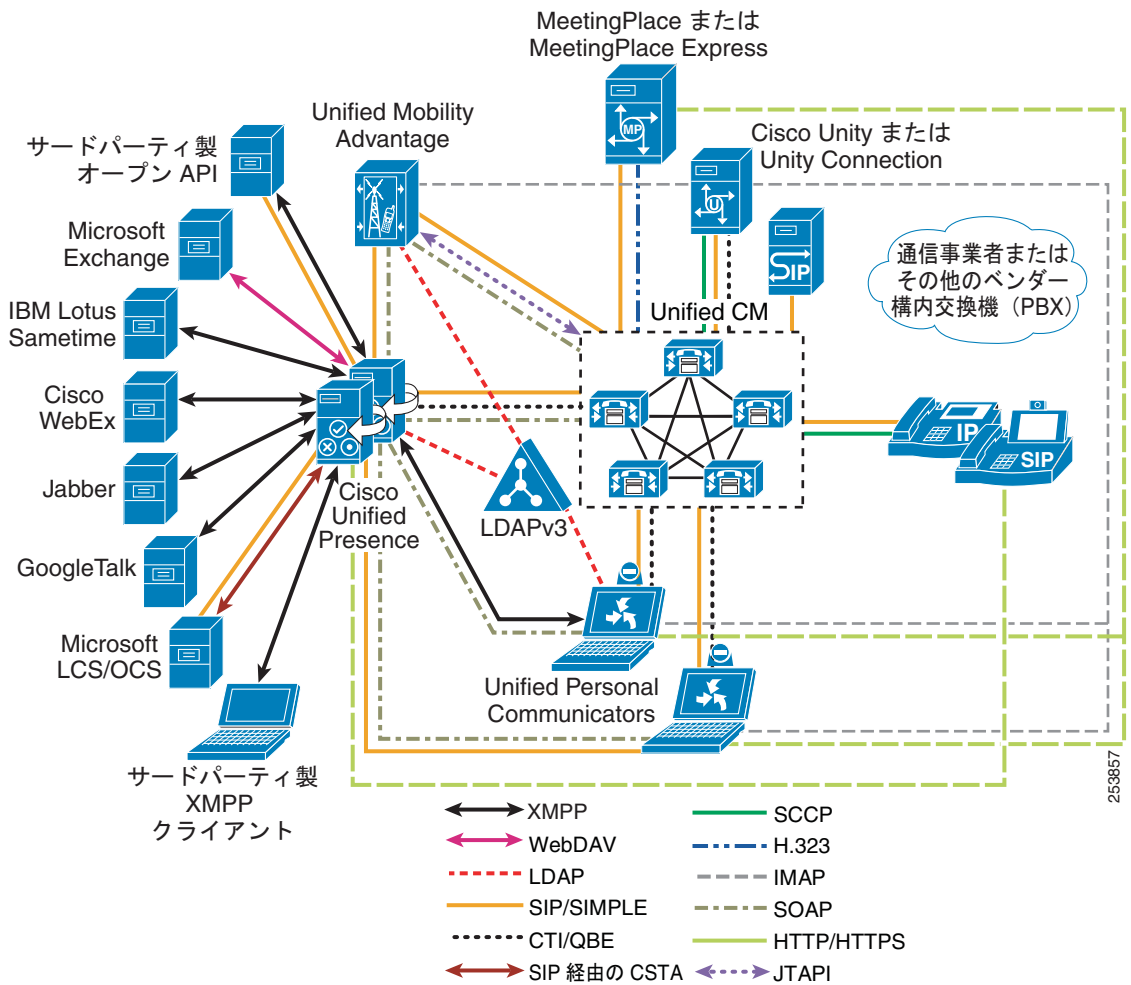 MeetingPlace または
MeetingPlace Express
Unified Mobility
Advantage
サードパーティ製
オープン API
MP
Cisco Unity または
Unity Connection
U
Microsoft
Exchange
SIP
通信事業者または
その他のベンダー
構内交換機（PBX）
IBM Lotus
Sametime
Unified CM
Cisco
WebEx
IP
SIP
Jabber
Cisco
Unified
Presence
LDAPv3
GoogleTalk
Microsoft
LCS/OCS
Unified Personal
Communicators
サードパーティ製
XMPP
クライアント
253857
XMPP
WebDAV
LDAP
SIP/SIMPLE
CTI/QBE
SIP 経由の CSTA
SCCP
H.323
IMAP
SOAP
HTTP/HTTPS
JTAPI